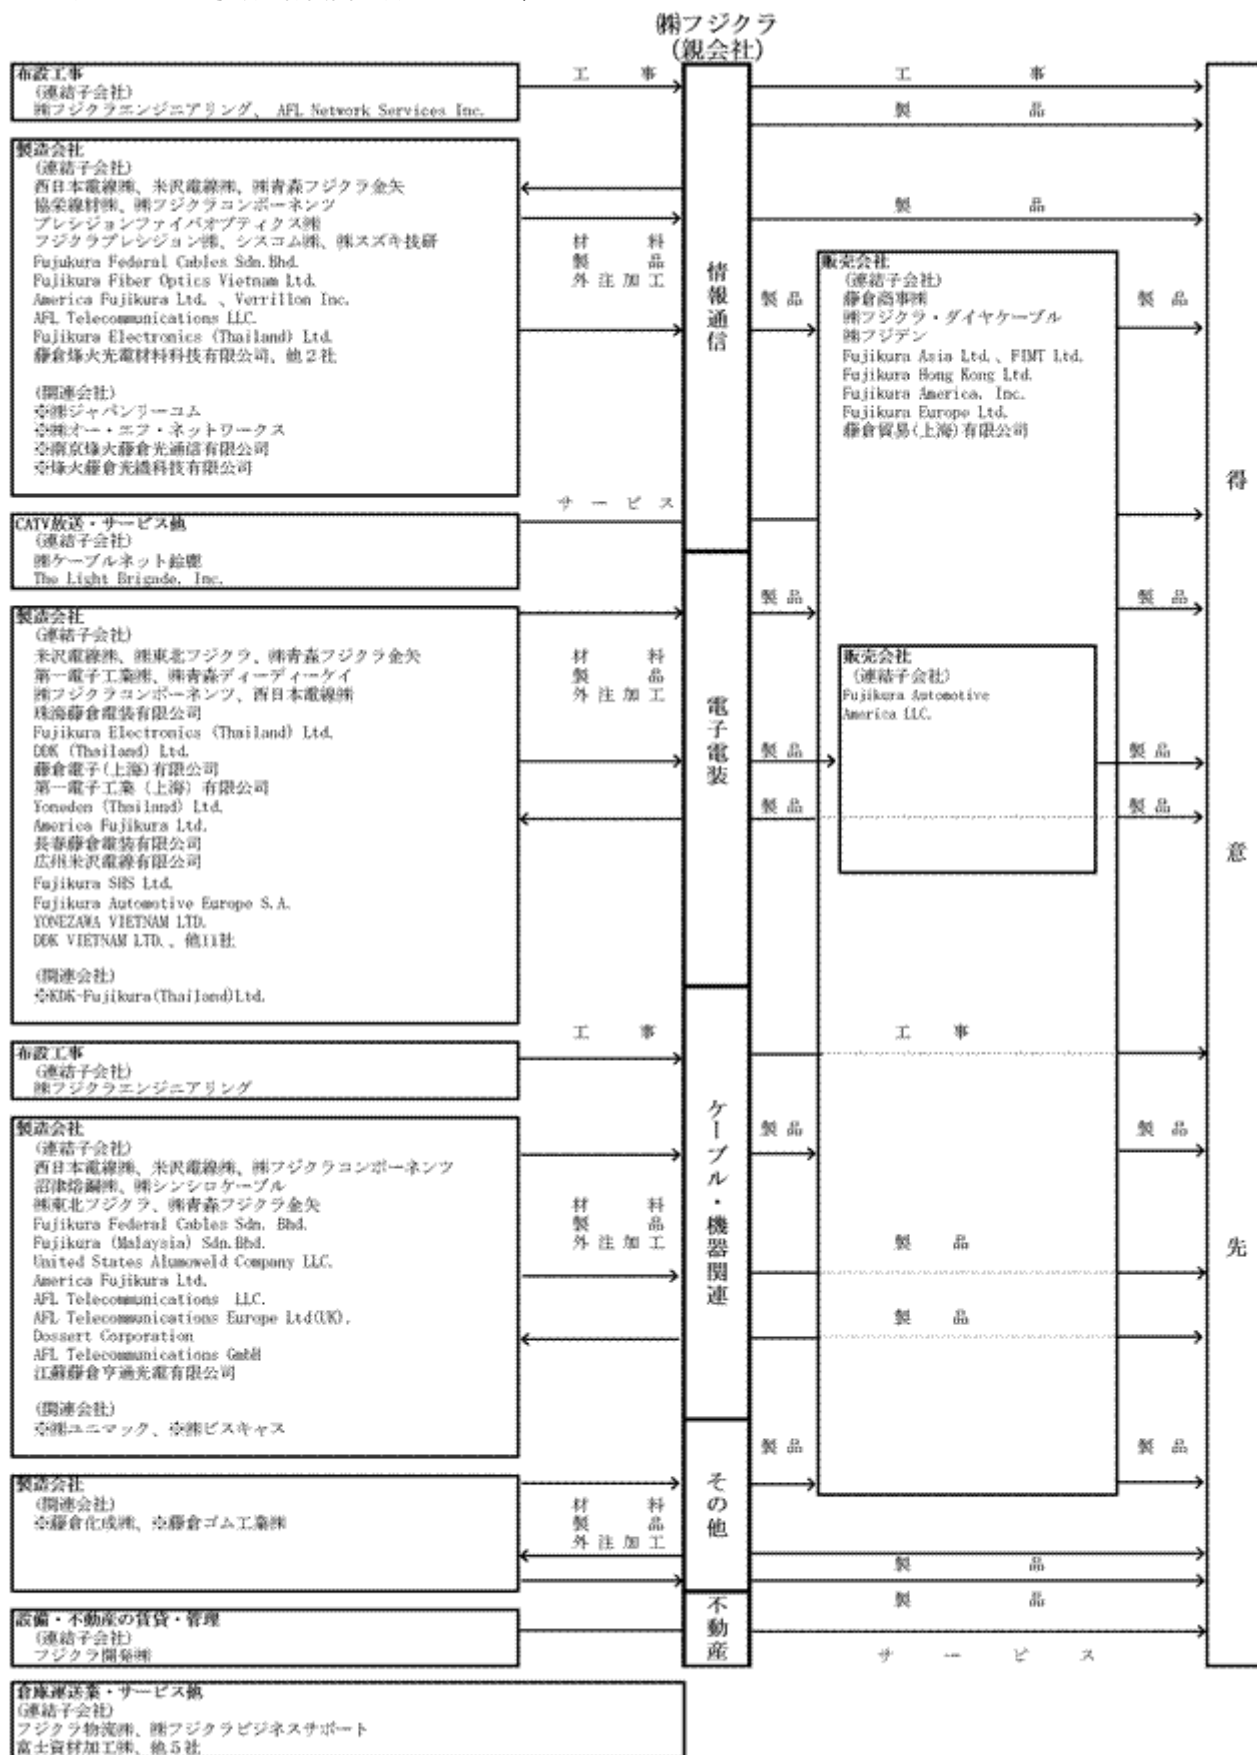 ㈱フジクラ
(親会社)
布設工事
(連結子会社)
㈱フジクラエンジニアリング、 AFL Network Services Inc.
工 事
工 事
製 品
製造会社
(連結子会社)
西日本電線㈱、米沢電線㈱、㈱青森フジクラ金矢
協栄線材㈱、㈱フジクラコンポーネンツ
プレシジョンファイバオプティクス㈱
フジクラプレシジョン㈱、シスコム㈱、㈱スズキ技研
Fujukura Federal Cables Sdn.Bhd.
Fujikura Fiber Optics Vietnam Ltd.
America Fujikura Ltd. 、Verrillon Inc.
AFL Telecommunications LLC.
Fujikura Electronics (Thailand) Ltd.
藤倉烽火光電材料科技有限公司、他２社
(関連会社)
※㈱ジャパンリーコム
※㈱オー・エフ・ネットワークス
※南京烽火藤倉光通信有限公司
※烽火藤倉光纖科技有限公司
材 料
製 品
外 注 加 工
情報通信
製 品
製 品
販売会社
(連結子会社)
藤倉商事㈱
㈱フジクラ・ダイヤケーブル
㈱フジデン
Fujikura Asia Ltd.、FIMT Ltd.
Fujikura Hong Kong Ltd.
Fujikura America, Inc.
Fujikura Europe Ltd.
藤倉貿易(上海)有限公司
製 品
得意先
CATV放送・サービス他
(連結子会社)
㈱ケーブルネット鈴鹿
The Light Brigade, Inc.
サ ー ビ ス
製造会社
(連結子会社)
米沢電線㈱、㈱東北フジクラ、㈱青森フジクラ金矢
第一電子工業㈱、㈱青森ディーディーケイ
㈱フジクラコンポーネンツ、西日本電線㈱
珠海藤倉電装有限公司
Fujikura Electronics (Thailand) Ltd.
DDK (Thailand) Ltd.
藤倉電子(上海)有限公司
第一電子工業（上海）有限公司
Yoneden (Thailand) Ltd.
America Fujikura Ltd.
長春藤倉電装有限公司
広州米沢電線有限公司
Fujikura SHS Ltd.
Fujikura Automotive Europe S.A.
YONEZAWA VIETNAM LTD.
DDK VIETNAM LTD.、他11社
(関連会社)
※KDK-Fujikura(Thailand)Ltd.
材 料
製 品
外 注 加 工
電子電装
製 品
製 品
製 品
販売会社
(連結子会社)
Fujikura Automotive
America LLC.
製 品
製 品
製 品
布設工事
(連結子会社)
㈱フジクラエンジニアリング
工 事
工 事
製造会社
(連結子会社)
西日本電線㈱、米沢電線㈱、㈱フジクラコンポーネンツ
沼津熔銅㈱、㈱シンシロケーブル
㈱東北フジクラ、㈱青森フジクラ金矢
Fujikura Federal Cables Sdn. Bhd.
Fujikura (Malaysia) Sdn.Bhd.
United States Alumoweld Company LLC.
America Fujikura Ltd.
AFL Telecommunications LLC.
AFL Telecommunications Europe Ltd(UK).
Dossert Corporation
AFL Telecommunications GmbH
江蘇藤倉亨通光電有限公司
(関連会社)
※㈱ユニマック、※㈱ビスキャス
材 料
製 品
外 注 加 工
ケーブル・機器関連
製 品
製 品
製 品
製 品
製造会社
(関連会社)
※藤倉化成㈱、※藤倉ゴム工業㈱
材 料
製 品
外 注 加 工
その他
製 品
製 品
製 品
製 品
設備・不動産の賃貸・管理
(連結子会社)
フジクラ開発㈱
不動産
サ ー ビ ス
倉庫運送業・サービス他
(連結子会社)
フジクラ物流㈱、㈱フジクラビジネスサポート
富士資材加工㈱、他５社